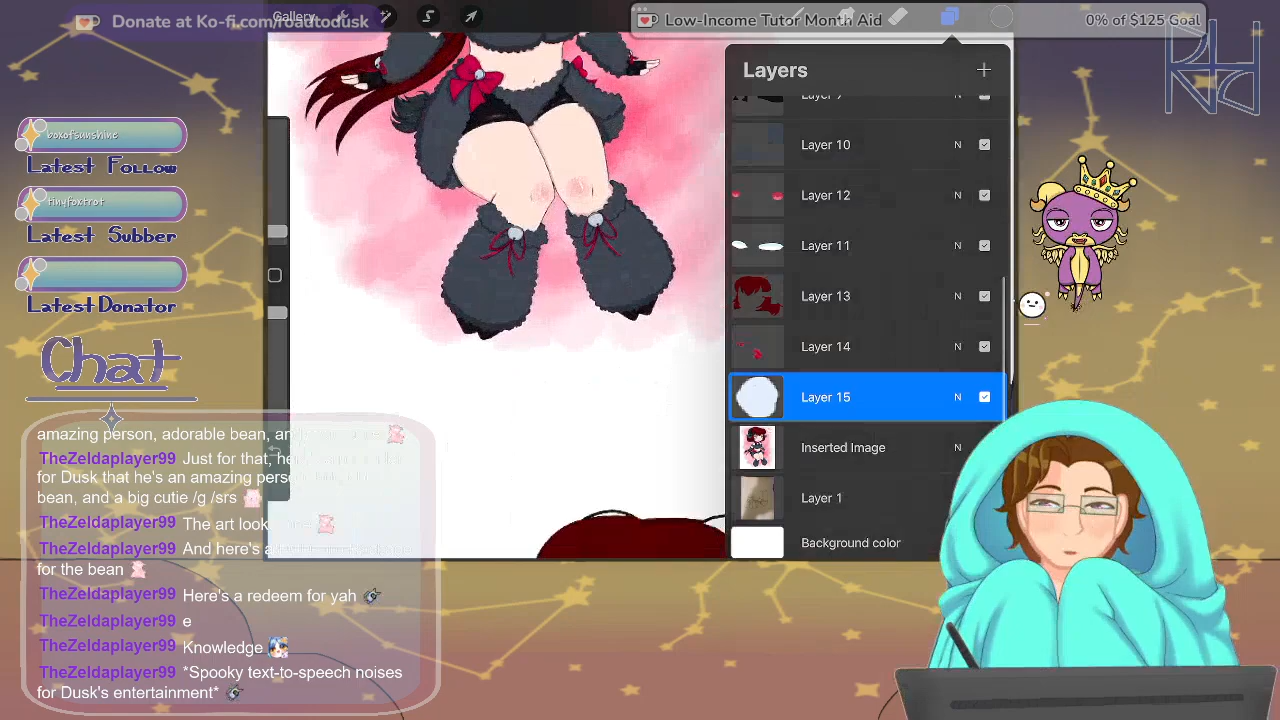 Donate at Ko-fi.com/roadtodusk
Gallery
Low-Income Tutor Month Aid
0% of $125 Goal
boxofsunshine
Latest Follow
tinyfoxtrot
Latest Subber
Latest Donator
Chat
amazing person, adorable bean,
TheZeldaplayer99 Just for that,
for Dusk that he's an amazing
bean, and a big cutie /g /srs
TheZeldaplayer99 The art
TheZeldaplayer99 And here's
for the bean
TheZeldaplayer99 Here's a redeem for yah
TheZeldaplayer99 e
TheZeldaplayer99 Knowledge
TheZeldaplayer99 *Spooky text-to-speech noises
for Dusk's entertainment*
Layers
Layer 10 N
Layer 12 N
Layer 11 N
Layer 13 N
Layer 14 N
Layer 15 N
Inserted Image N
Layer 1
Background color